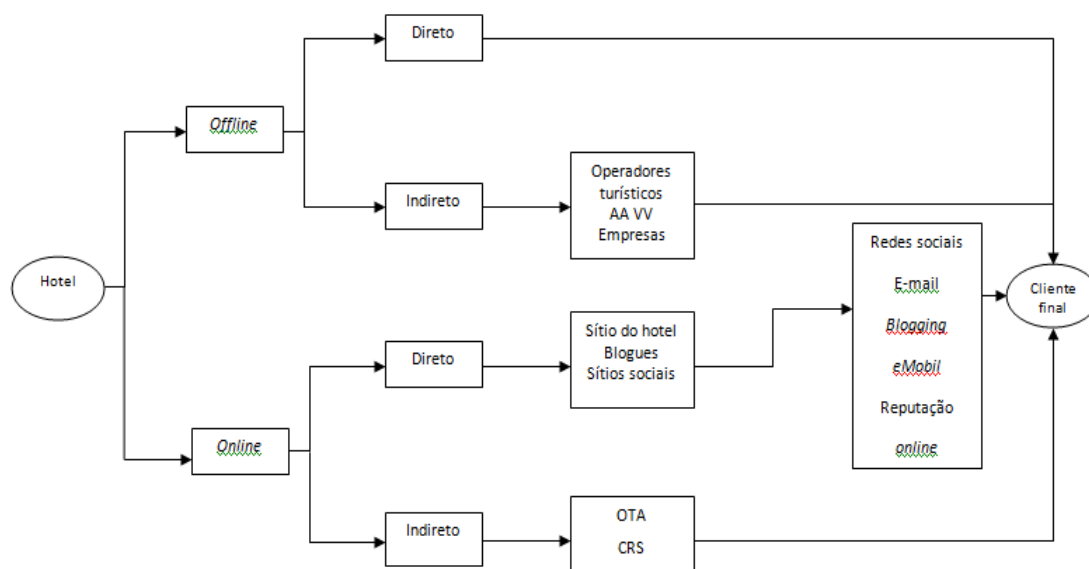 Direto
Offline
Indireto
Operadores
turísticos
AA VV
Empresas
Hotel
Redes sociais
E-mail
Blogging
eMobil
Reputação
online
Cliente
final
Direto
Sítio do hotel
Blogues
Sítios sociais
Online
Indireto
OTA
CRS